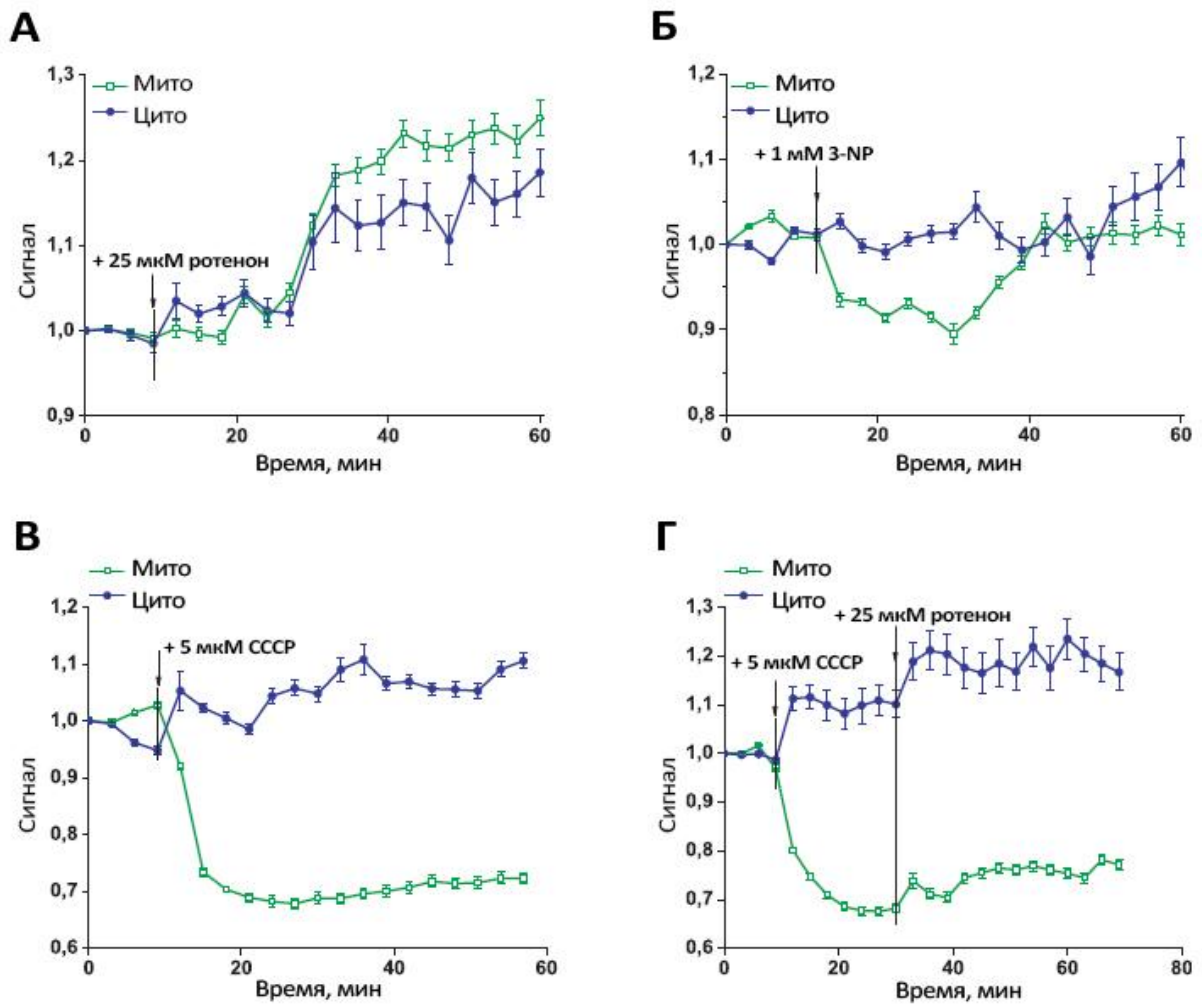 А
Мито
Цито
1,3
1,2
1,1
1,0
0,9
+ 25 мкМ ротенон
Сигнал
0
20
40
60
Время, мин
Б
Мито
Цито
1,2
1,1
1,0
0,9
0,8
+ 1 мМ 3-NP
Сигнал
0
20
40
60
Время, мин
В
Мито
Цито
1,2
1,1
1,0
0,9
0,8
0,7
0,6
+ 5 мкМ CCCP
Сигнал
0
20
40
60
Время, мин
Г
Мито
Цито
1,3
1,2
1,1
1,0
0,9
0,8
0,7
0,6
+ 25 мкМ ротенон
+ 5 мкМ CCCP
Сигнал
0
20
40
60
80
Время, мин